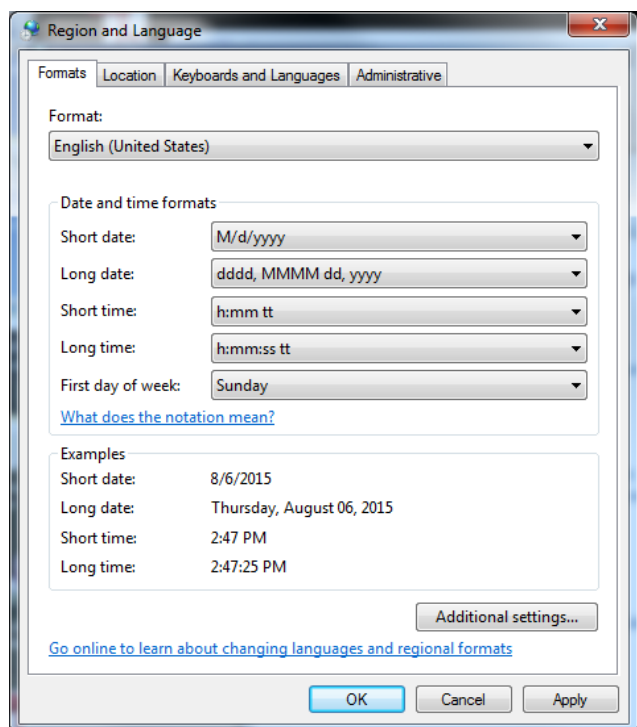 Region and Language
Formats Location Keyboards and Languages Administrative
Format:
English (United States)
Date and time formats
Short date: M/d/yyyy
Long date: dddd, MMMM dd, yyyy
Short time: h:mm tt
Long time: h:mm:ss tt
First day of week: Sunday
What does the notation mean?
Examples
Short date: 8/6/2015
Long date: Thursday, August 06, 2015
Short time: 2:47 PM
Long time: 2:47:25 PM
Additional settings...
Go online to learn about changing languages and regional formats
OK Cancel Apply